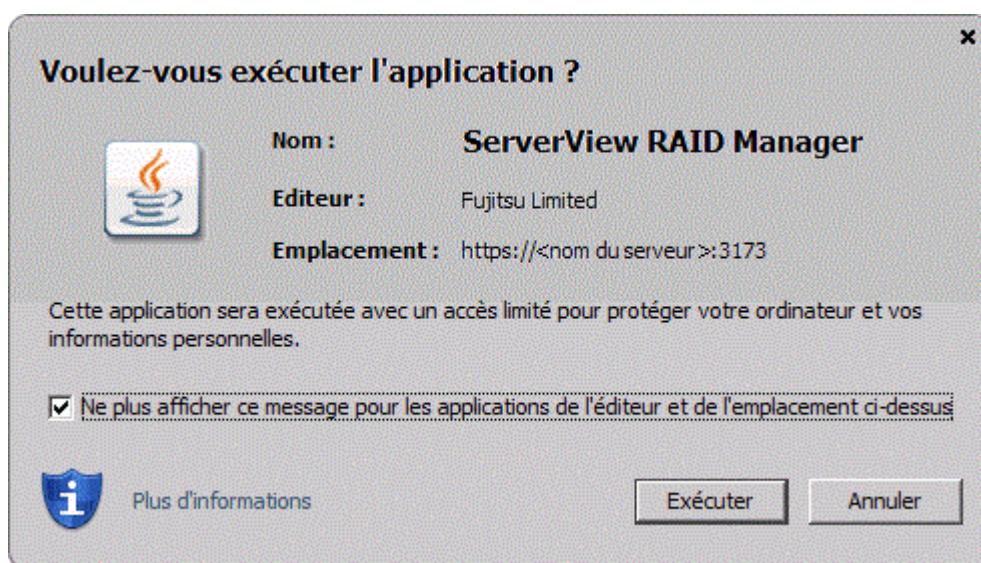 Voulez-vous exécuter l'application ?
Nom : ServerView RAID Manager
Editeur : Fujitsu Limited
Emplacement : https://<nom du serveur>:3173
Cette application sera exécutée avec un accès limité pour protéger votre ordinateur et vos
informations personnelles.
Ne plus afficher ce message pour les applications de l'éditeur et de l'emplacement ci-dessus
Plus d'informations
Exécuter
Annuler